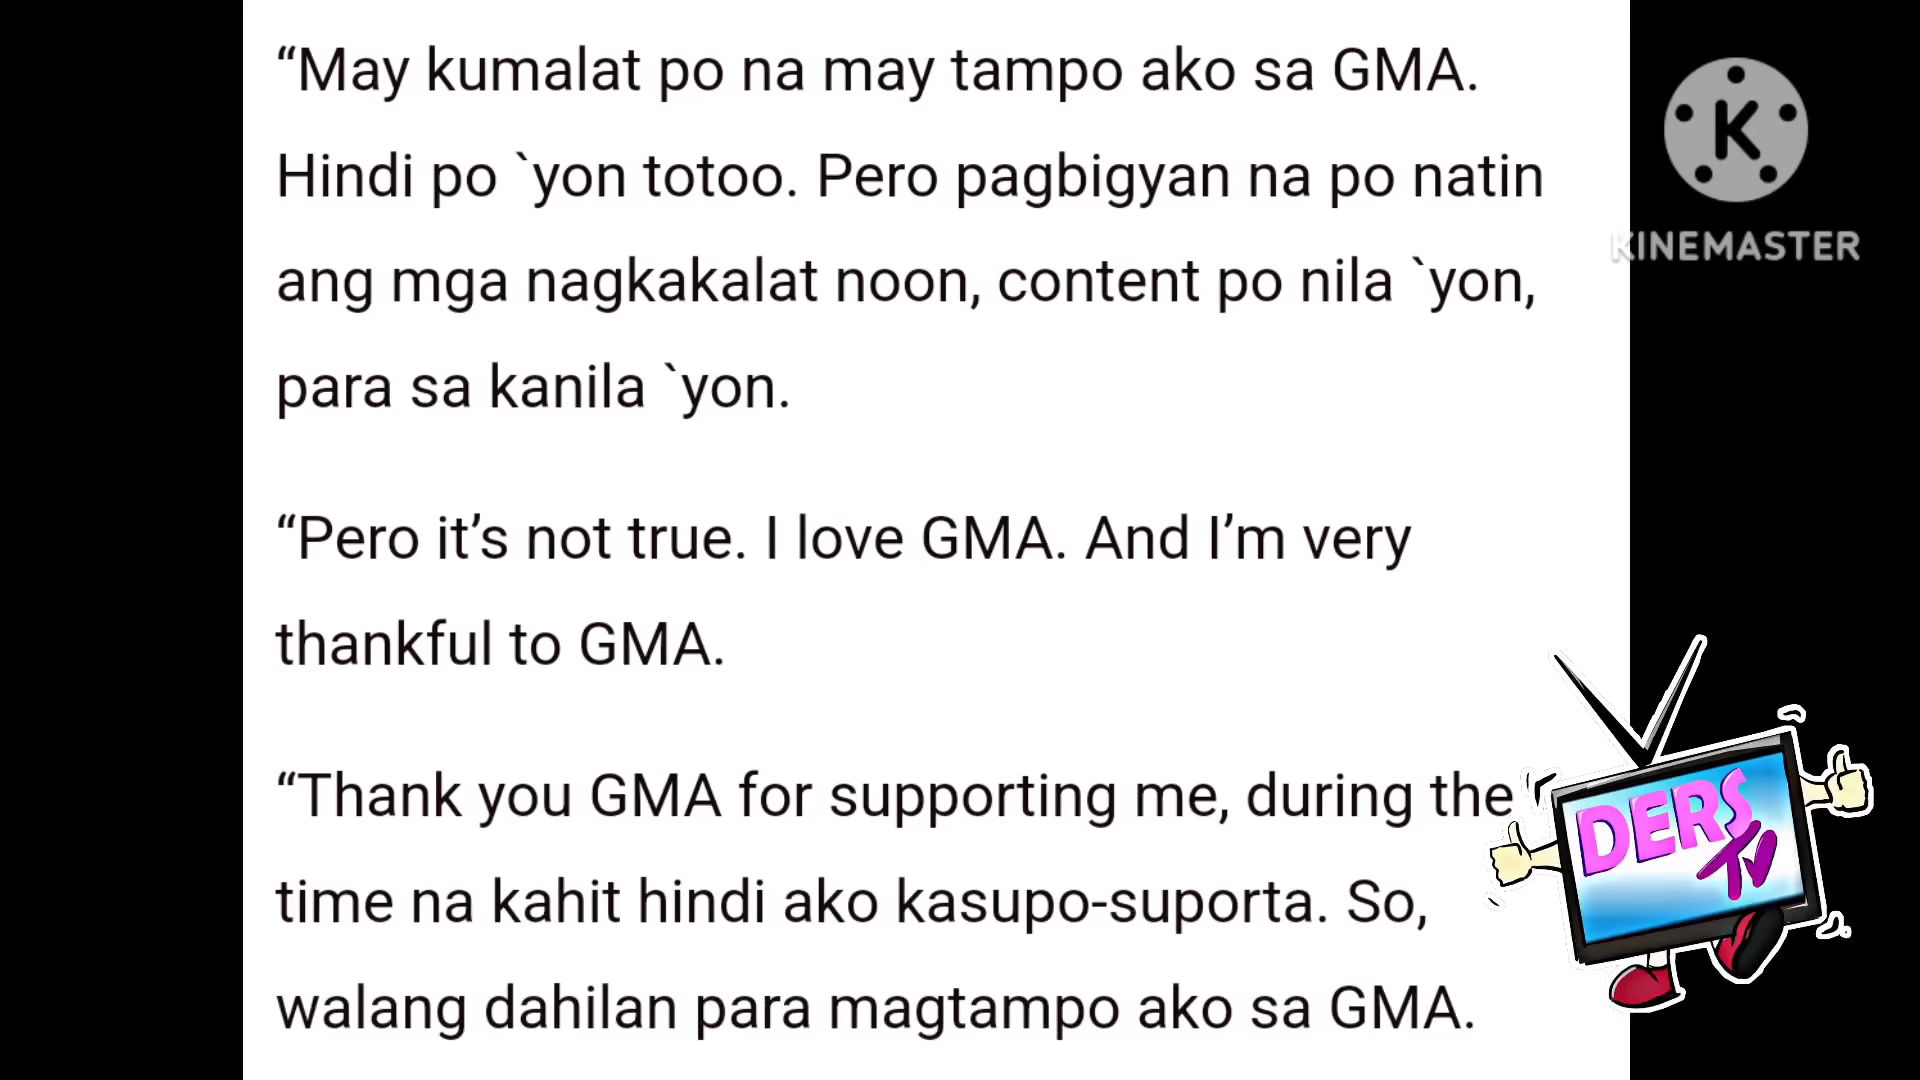 “May kumalat po na may tampo ako sa GMA.
Hindi po `yon totoo. Pero pagbigyan na po natin
ang mga nagkakalat noon, content po nila `yon,
para sa kanila `yon.
“Pero it’s not true. I love GMA. And I’m very
thankful to GMA.
“Thank you GMA for supporting me, during the
time na kahit hindi ako kasupo-suporta. So,
walang dahilan para magtampo ako sa GMA.
K
KINEMASTER
DERS
TV